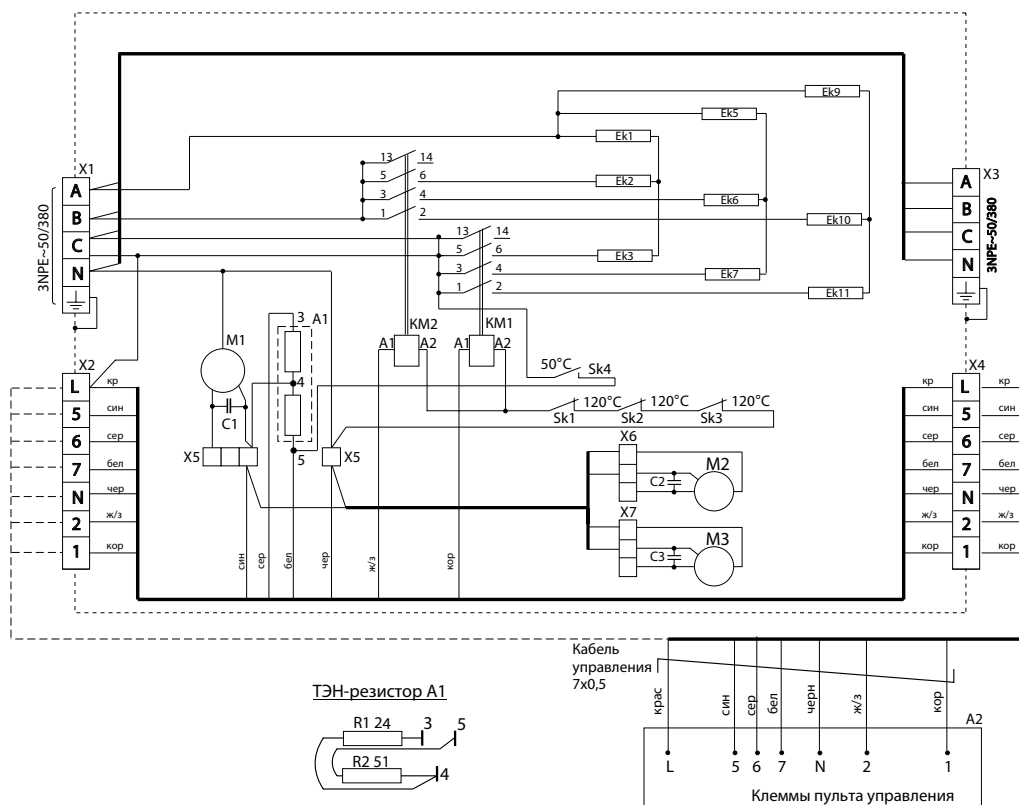 Ek9
Ek5
Ek1
13 14
X1
X3
5 6
Ek2
A
A
3 4
Ek6
B
1 2
Ek10
B
3NPE~50/380
C
13 14
C
3NPE~50/380
5 6
Ek3
N
3 4
Ek7
N
1 2
Ek11
3 A1
KM2 KM1
M1
A1 A2 A1 A2
50°C Sk4
X2
X4
L кр
4
кр L
120°C 120°C 120°C
5 син
C1
Sk1 Sk2 Sk3
син 5
6 сер
X6
сер 6
X5
5
X5
M2
7 бел
C2
бел 7
N чер
чер N
X7
2 ж/з
M3
ж/з 2
1 кор
C3
кор 1
син сер бел чер ж/з кор
кр
син
сер
бел
чер
ж/з
кор
Кабель
управления
7х0,5
ТЭН-резистор А1
крас син сер бел черн ж/з кор
A2
R1 24 3 5
R2 51 4
L 5 6 7 N 2 1
Клеммы пульта управления